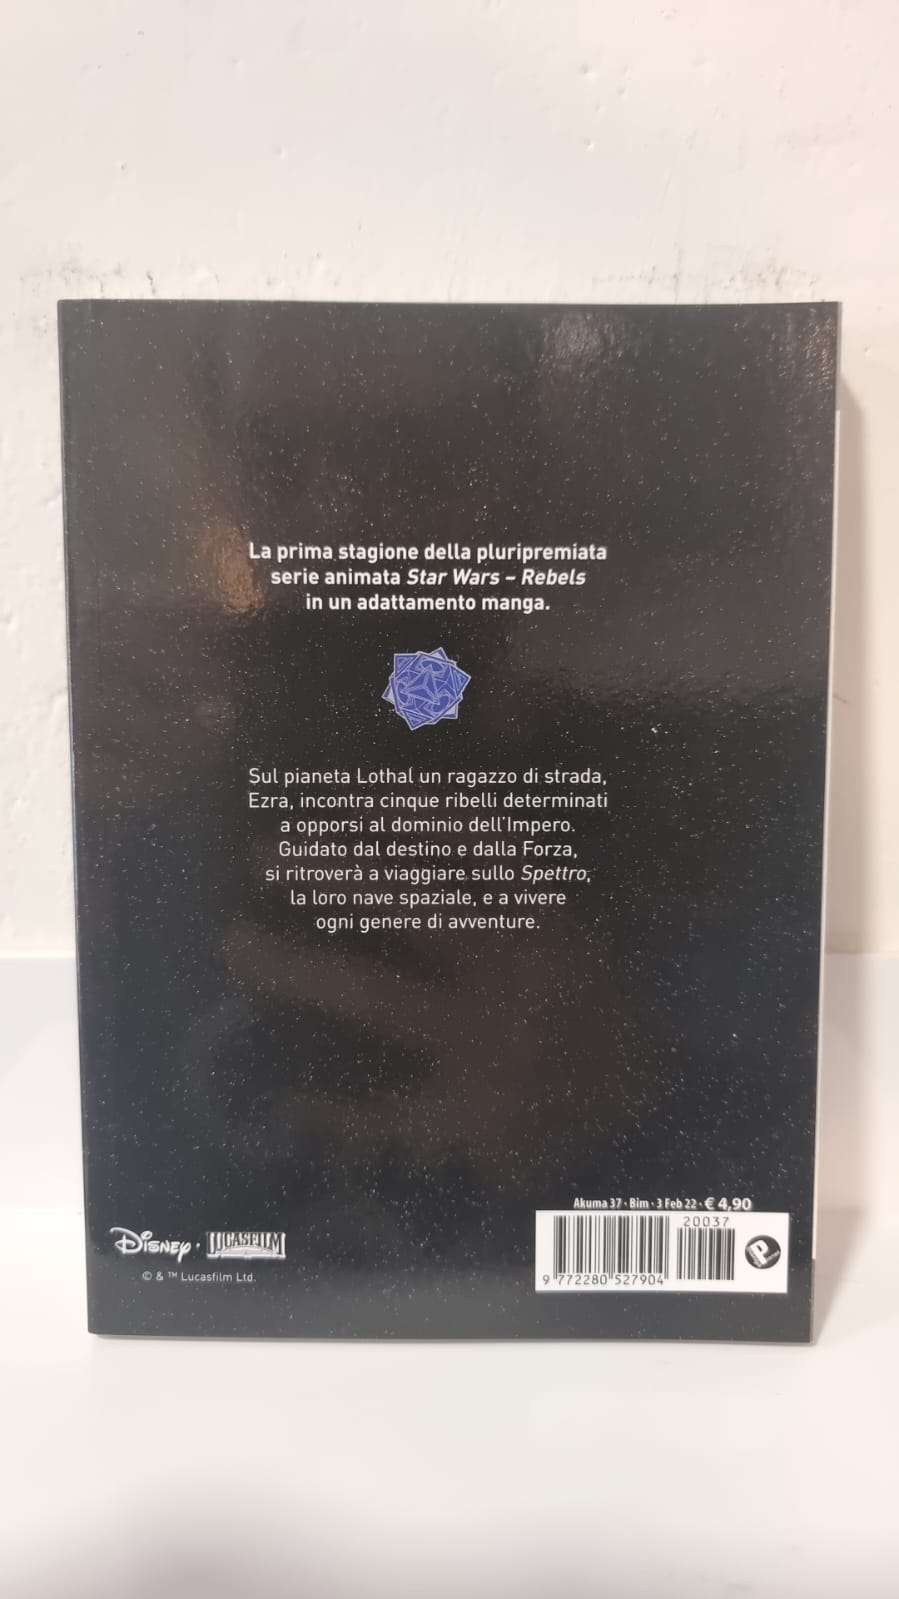 La prima stagione della pluripremiata
serie animata Star Wars – Rebels
in un adattamento manga.
Sul pianeta Lothal un ragazzo di strada,
Ezra, incontra cinque ribelli determinati
a opporsi al dominio dell'Impero.
Guidato dal destino e dalla Forza,
si ritroverà a viaggiare sullo Spettro,
la loro nave spaziale, e a vivere
ogni genere di avventure.
Akuma 37 · Bim · 3 Feb 22 · € 4,90
20037
9 772280 527904
Disney · LUCASFILM
© & ™ Lucasfilm Ltd.